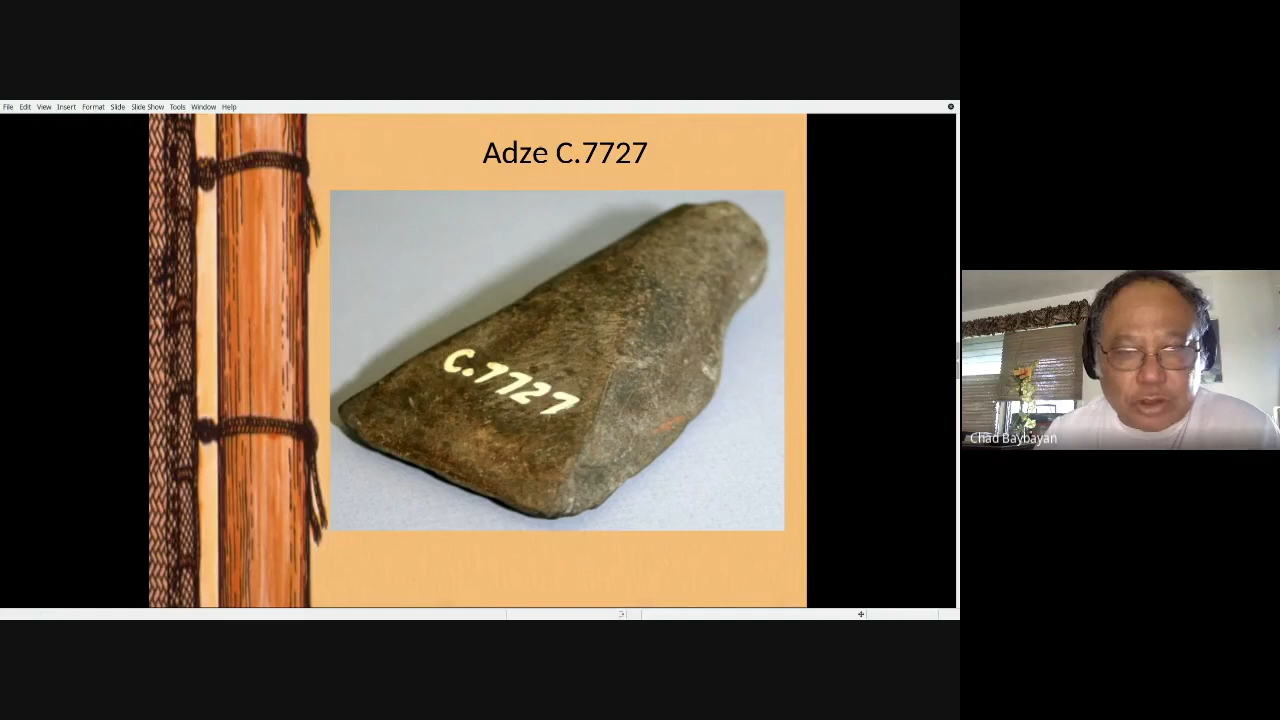 File Edit View Insert Format Slide Slide Show Tools Window Help
Adze C.7727
C.7727
Chad Baybayan